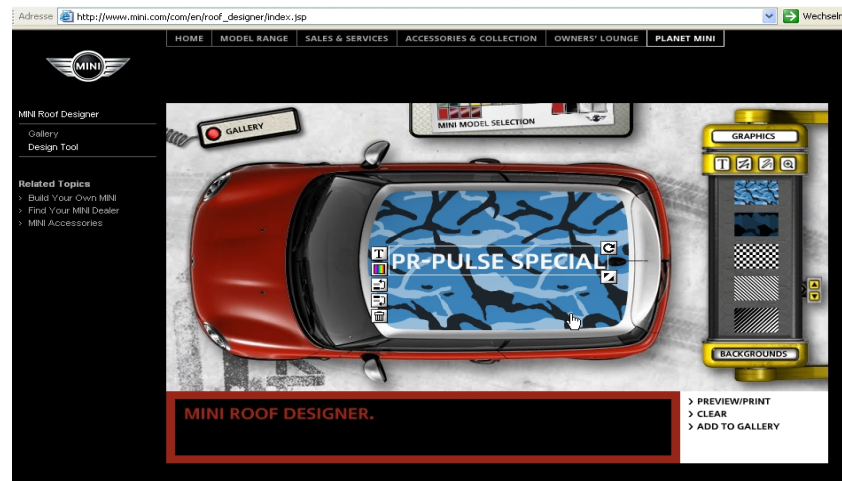 Adresse http://www.mini.com/com/en/roof_designer/index.jsp Wechseln
HOME MODEL RANGE SALES & SERVICES ACCESSORIES & COLLECTION OWNERS' LOUNGE PLANET MINI
MINI
MINI Roof Designer
Gallery
Design Tool
Related Topics
> Build Your Own MINI
> Find Your MINI Dealer
> MINI Accessories
GALLERY
MINI MODEL SELECTION
GRAPHICS
T
T
PR-PULSE SPECIAL
BACKGROUNDS
MINI ROOF DESIGNER.
> PREVIEW/PRINT
> CLEAR
> ADD TO GALLERY